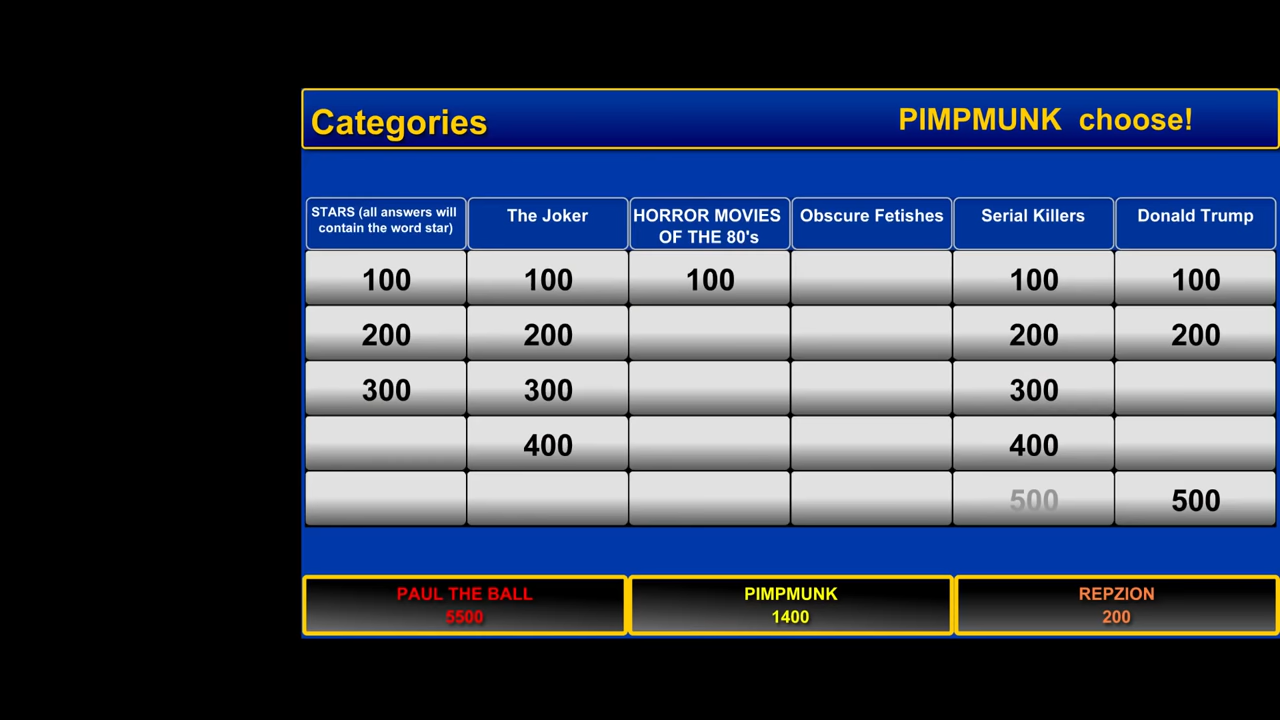 Categories
PIMPMUNK choose!
STARS (all answers will
contain the word star)
The Joker
HORROR MOVIES
OF THE 80's
Obscure Fetishes
Serial Killers
Donald Trump
100 100 100 100 100
200 200 200 200
300 300 300
400 400
500 500
PAUL THE BALL
5500
PIMPMUNK
1400
REPZION
200